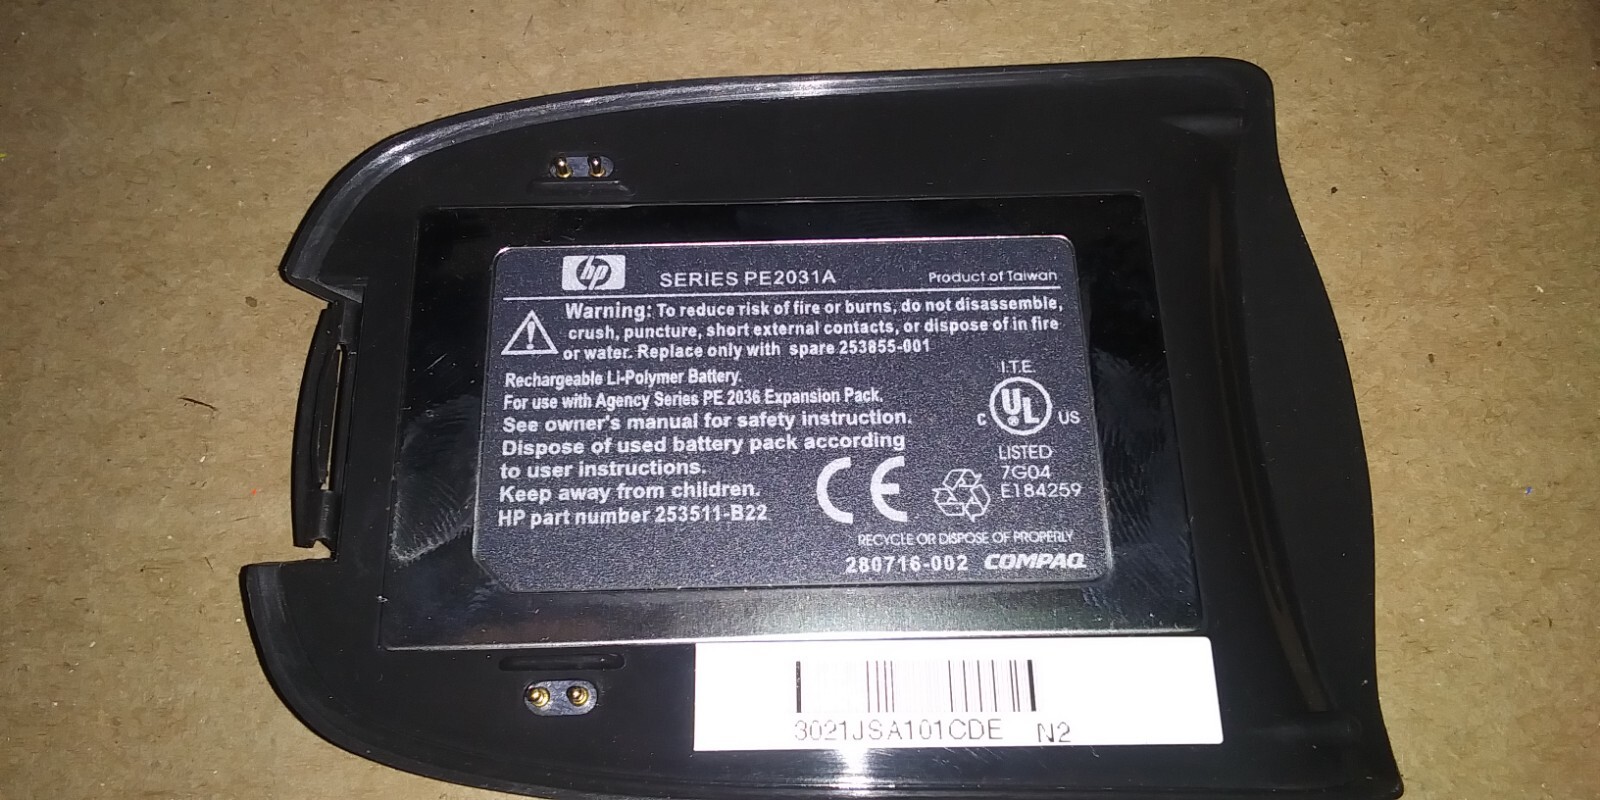 hp SERIES PE2031A Product of Taiwan
Warning: To reduce risk of fire or burns, do not disassemble,
crush, puncture, short external contacts, or dispose of in fire
or water. Replace only with spare 253855-001
Rechargeable Li-Polymer Battery.
For use with Agency Series PE 2036 Expansion Pack.
See owner's manual for safety instruction.
Dispose of used battery pack according
to user instructions.
Keep away from children.
HP part number 253511-B22
CE
I.T.E.
C UL US
LISTED
7G04
E184259
RECYCLE OR DISPOSE OF PROPERLY
280716-002 COMPAQ
3021JSA101CDE N2